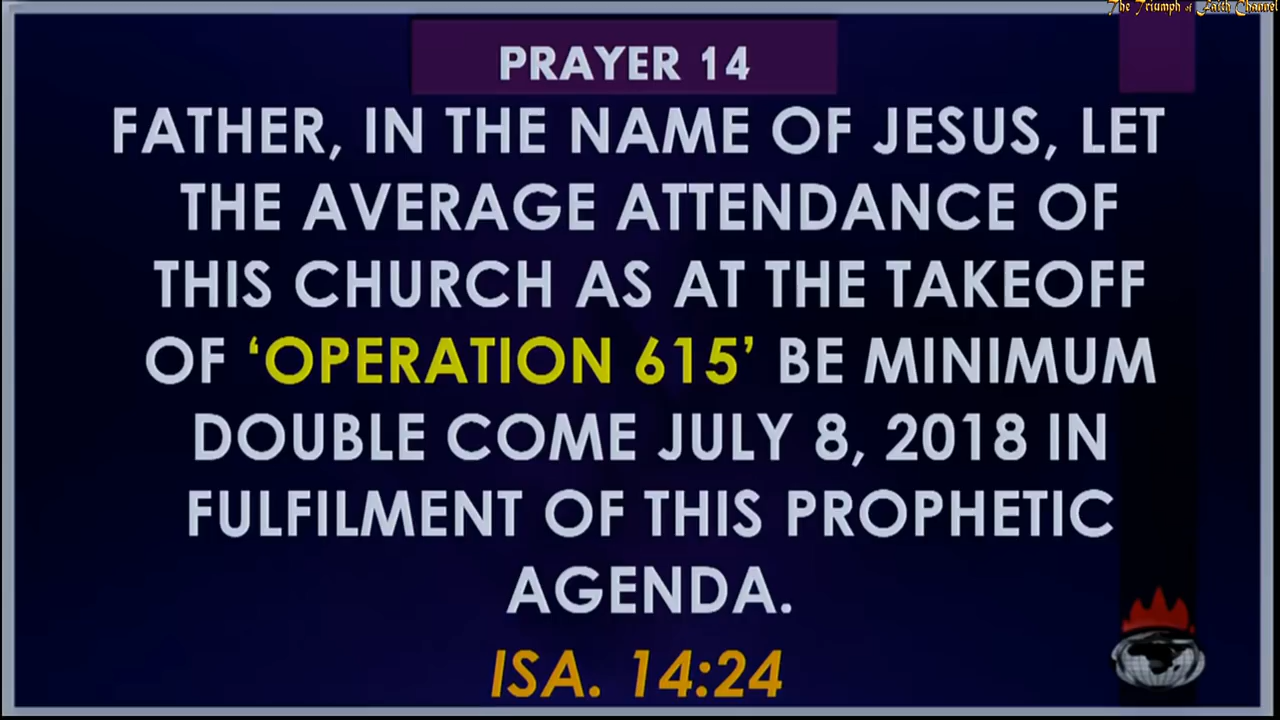 The Triumph of Faith Channel
PRAYER 14
FATHER, IN THE NAME OF JESUS, LET
THE AVERAGE ATTENDANCE OF
THIS CHURCH AS AT THE TAKEOFF
OF ‘OPERATION 615’ BE MINIMUM
DOUBLE COME JULY 8, 2018 IN
FULFILMENT OF THIS PROPHETIC
AGENDA.
ISA. 14:24